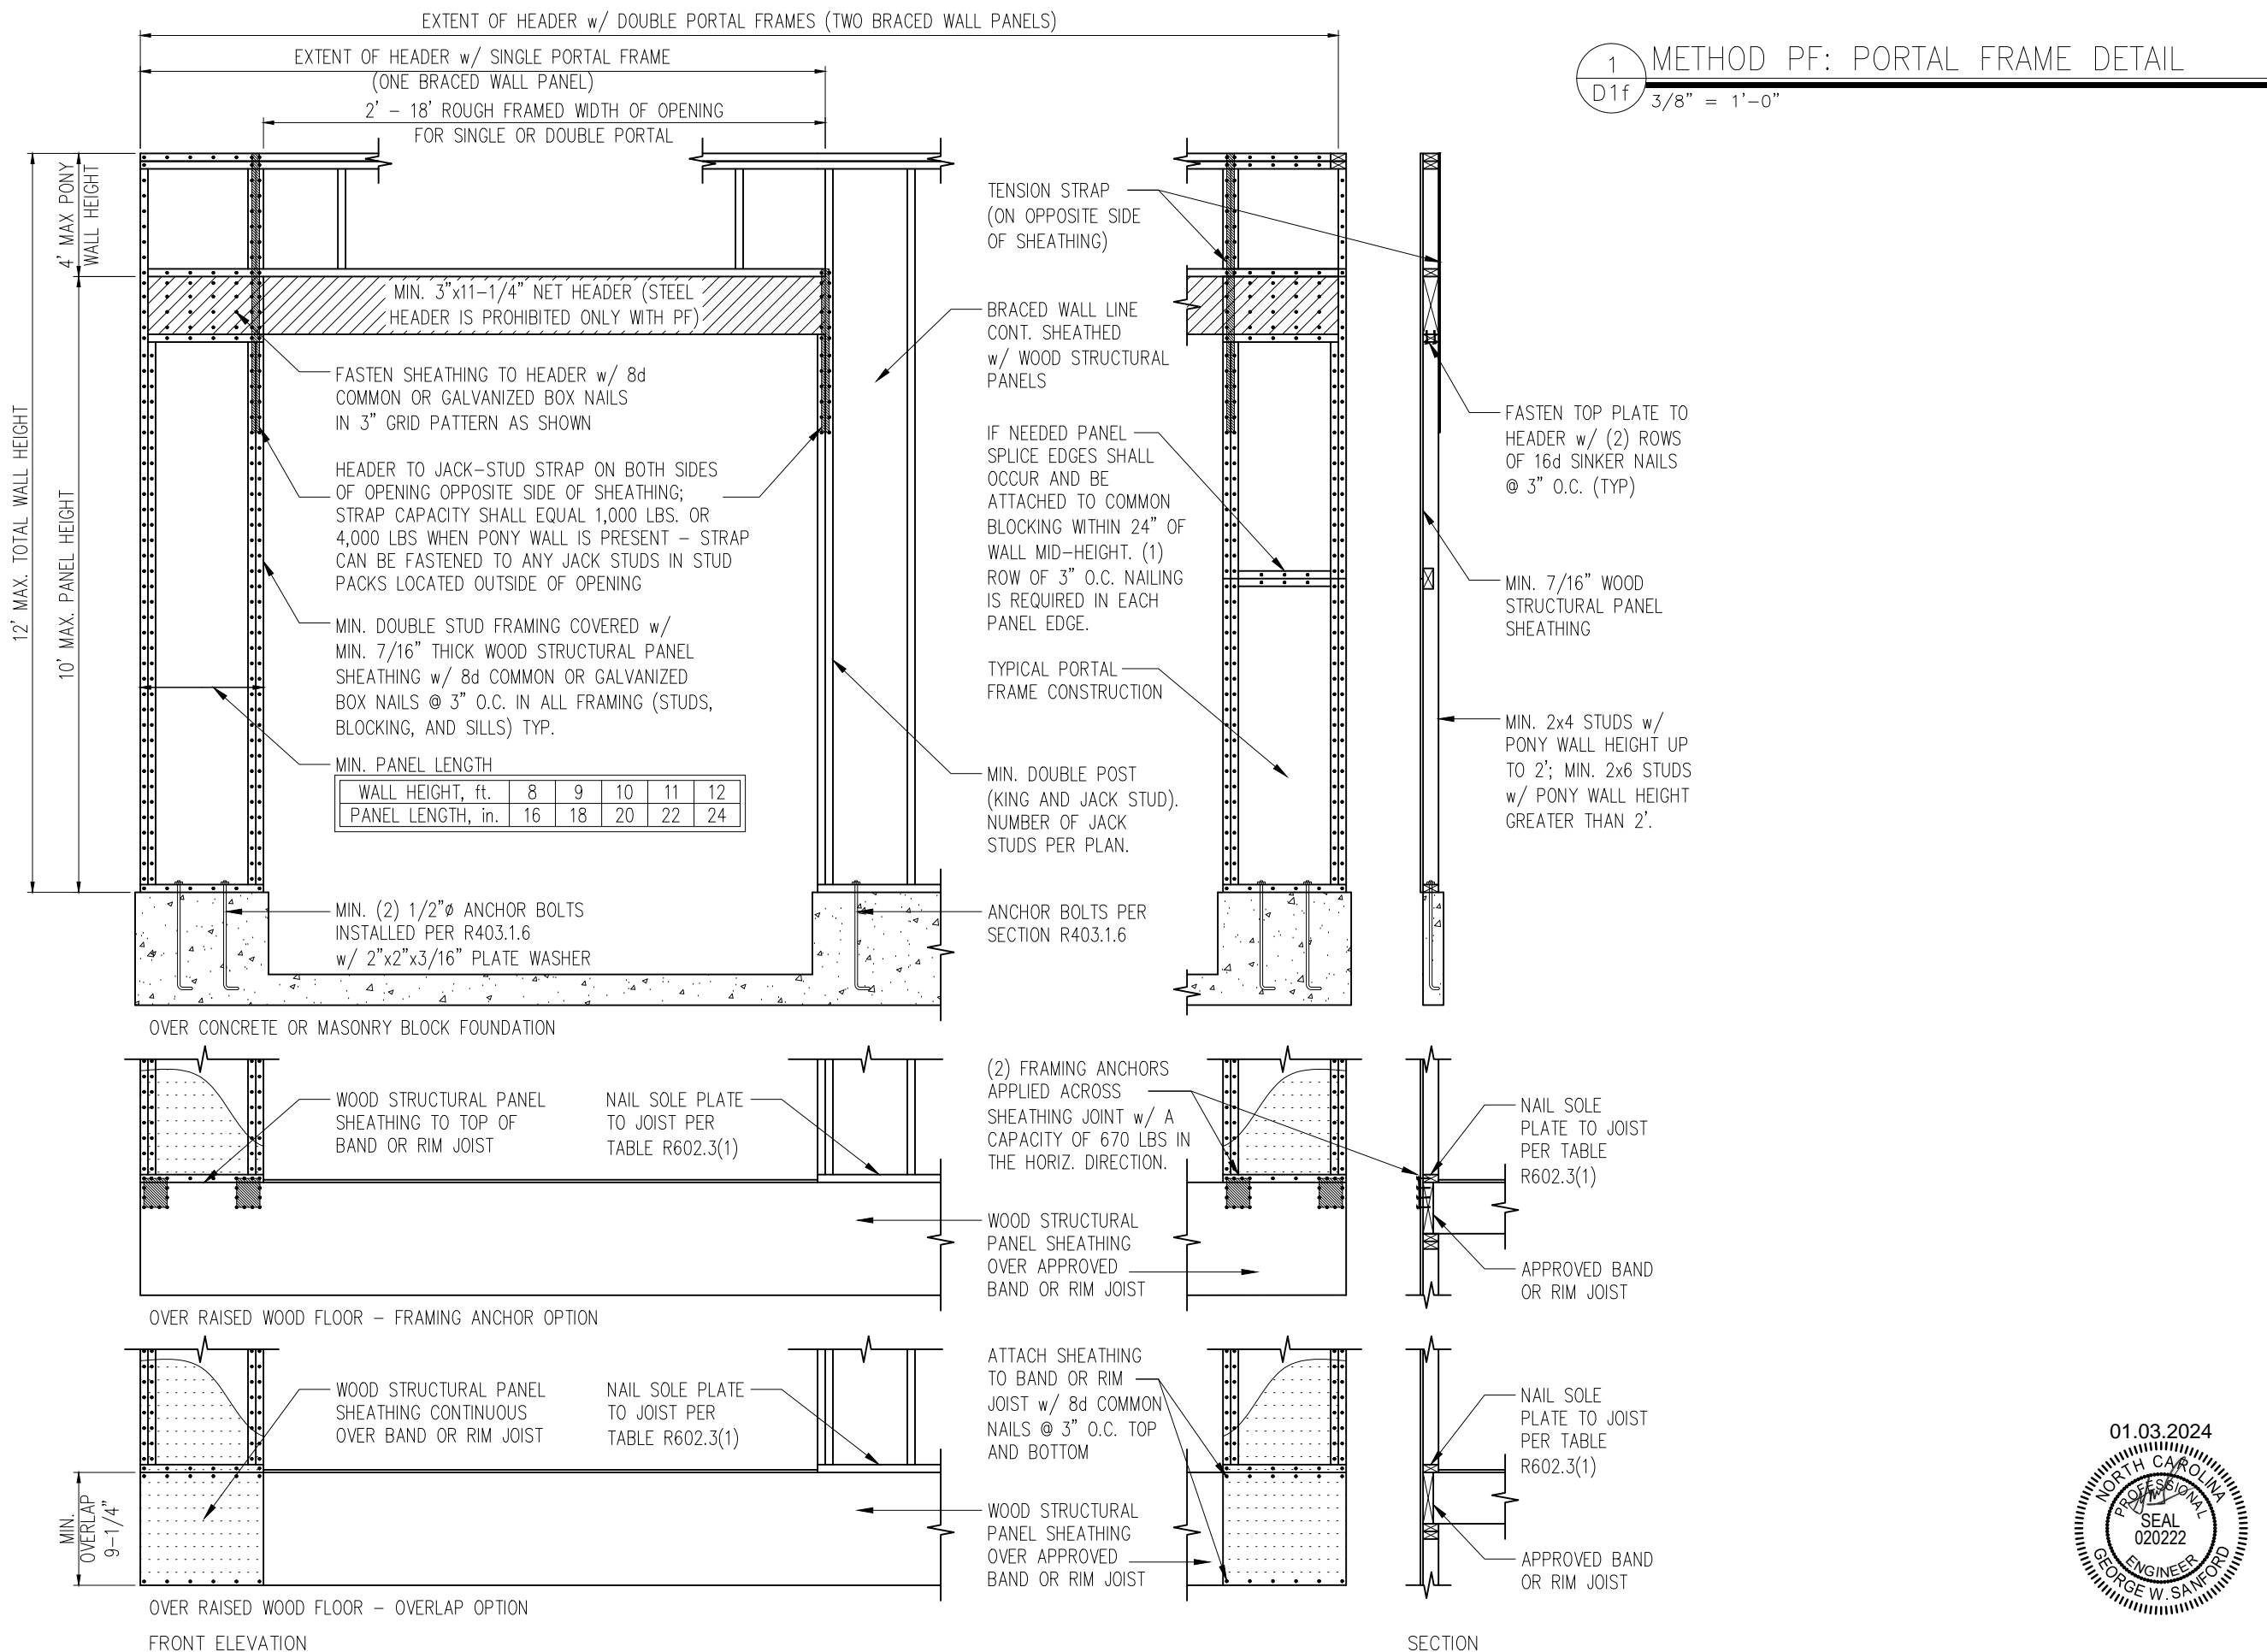 EXTENT OF HEADER w/ DOUBLE PORTAL FRAMES (TWO BRACED WALL PANELS)
EXTENT OF HEADER w/ SINGLE PORTAL FRAME
(ONE BRACED WALL PANEL)
2' – 18' ROUGH FRAMED WIDTH OF OPENING
FOR SINGLE OR DOUBLE PORTAL
1
D1f
METHOD PF: PORTAL FRAME DETAIL
3/8" = 1'-0"
12' MAX. TOTAL WALL HEIGHT
4' MAX PONY
WALL HEIGHT
10' MAX. PANEL HEIGHT
MIN. 3"x11-1/4" NET HEADER (STEEL
HEADER IS PROHIBITED ONLY WITH PF)
FASTEN SHEATHING TO HEADER w/ 8d
COMMON OR GALVANIZED BOX NAILS
IN 3" GRID PATTERN AS SHOWN
HEADER TO JACK-STUD STRAP ON BOTH SIDES
OF OPENING OPPOSITE SIDE OF SHEATHING;
STRAP CAPACITY SHALL EQUAL 1,000 LBS. OR
4,000 LBS WHEN PONY WALL IS PRESENT – STRAP
CAN BE FASTENED TO ANY JACK STUDS IN STUD
PACKS LOCATED OUTSIDE OF OPENING
MIN. DOUBLE STUD FRAMING COVERED w/
MIN. 7/16" THICK WOOD STRUCTURAL PANEL
SHEATHING w/ 8d COMMON OR GALVANIZED
BOX NAILS @ 3" O.C. IN ALL FRAMING (STUDS,
BLOCKING, AND SILLS) TYP.
MIN. PANEL LENGTH
WALL HEIGHT, ft. 8 9 10 11 12
PANEL LENGTH, in. 16 18 20 22 24
MIN. (2) 1/2"ø ANCHOR BOLTS
INSTALLED PER R403.1.6
w/ 2"x2"x3/16" PLATE WASHER
TENSION STRAP
(ON OPPOSITE SIDE
OF SHEATHING)
BRACED WALL LINE
CONT. SHEATHED
w/ WOOD STRUCTURAL
PANELS
IF NEEDED PANEL
SPLICE EDGES SHALL
OCCUR AND BE
ATTACHED TO COMMON
BLOCKING WITHIN 24" OF
WALL MID-HEIGHT. (1)
ROW OF 3" O.C. NAILING
IS REQUIRED IN EACH
PANEL EDGE.
TYPICAL PORTAL
FRAME CONSTRUCTION
MIN. DOUBLE POST
(KING AND JACK STUD).
NUMBER OF JACK
STUDS PER PLAN.
ANCHOR BOLTS PER
SECTION R403.1.6
FASTEN TOP PLATE TO
HEADER w/ (2) ROWS
OF 16d SINKER NAILS
@ 3" O.C. (TYP)
MIN. 7/16" WOOD
STRUCTURAL PANEL
SHEATHING
MIN. 2x4 STUDS w/
PONY WALL HEIGHT UP
TO 2'; MIN. 2x6 STUDS
w/ PONY WALL HEIGHT
GREATER THAN 2'.
OVER CONCRETE OR MASONRY BLOCK FOUNDATION
WOOD STRUCTURAL PANEL
SHEATHING TO TOP OF
BAND OR RIM JOIST
NAIL SOLE PLATE
TO JOIST PER
TABLE R602.3(1)
(2) FRAMING ANCHORS
APPLIED ACROSS
SHEATHING JOINT w/ A
CAPACITY OF 670 LBS IN
THE HORIZ. DIRECTION.
WOOD STRUCTURAL
PANEL SHEATHING
OVER APPROVED
BAND OR RIM JOIST
NAIL SOLE
PLATE TO JOIST
PER TABLE
R602.3(1)
APPROVED BAND
OR RIM JOIST
OVER RAISED WOOD FLOOR – FRAMING ANCHOR OPTION
WOOD STRUCTURAL PANEL
SHEATHING CONTINUOUS
OVER BAND OR RIM JOIST
NAIL SOLE PLATE
TO JOIST PER
TABLE R602.3(1)
ATTACH SHEATHING
TO BAND OR RIM
JOIST w/ 8d COMMON
NAILS @ 3" O.C. TOP
AND BOTTOM
WOOD STRUCTURAL
PANEL SHEATHING
OVER APPROVED
BAND OR RIM JOIST
NAIL SOLE
PLATE TO JOIST
PER TABLE
R602.3(1)
APPROVED BAND
OR RIM JOIST
MIN.
OVERLAP
9-1/4"
OVER RAISED WOOD FLOOR – OVERLAP OPTION
FRONT ELEVATION
SECTION
01.03.2024
NORTH CAROLINA
PROFESSIONAL
SEAL
020222
ENGINEER
GEORGE W. SANFORD